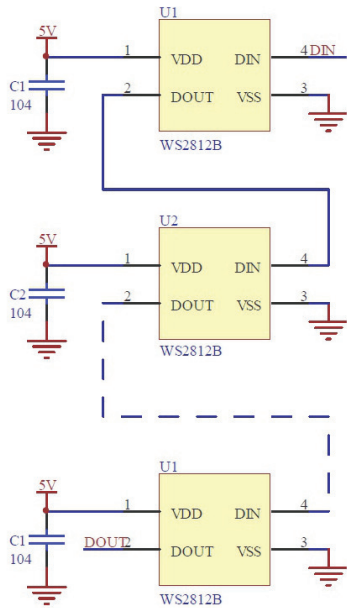 U1
5V
1 VDD DIN 4 DIN
C1
104
2 DOUT VSS 3
WS2812B
U2
5V
1 VDD DIN 4
C2
104
2 DOUT VSS 3
WS2812B
U1
5V
1 VDD DIN 4
C1
104
DOUT 2 DOUT VSS 3
WS2812B